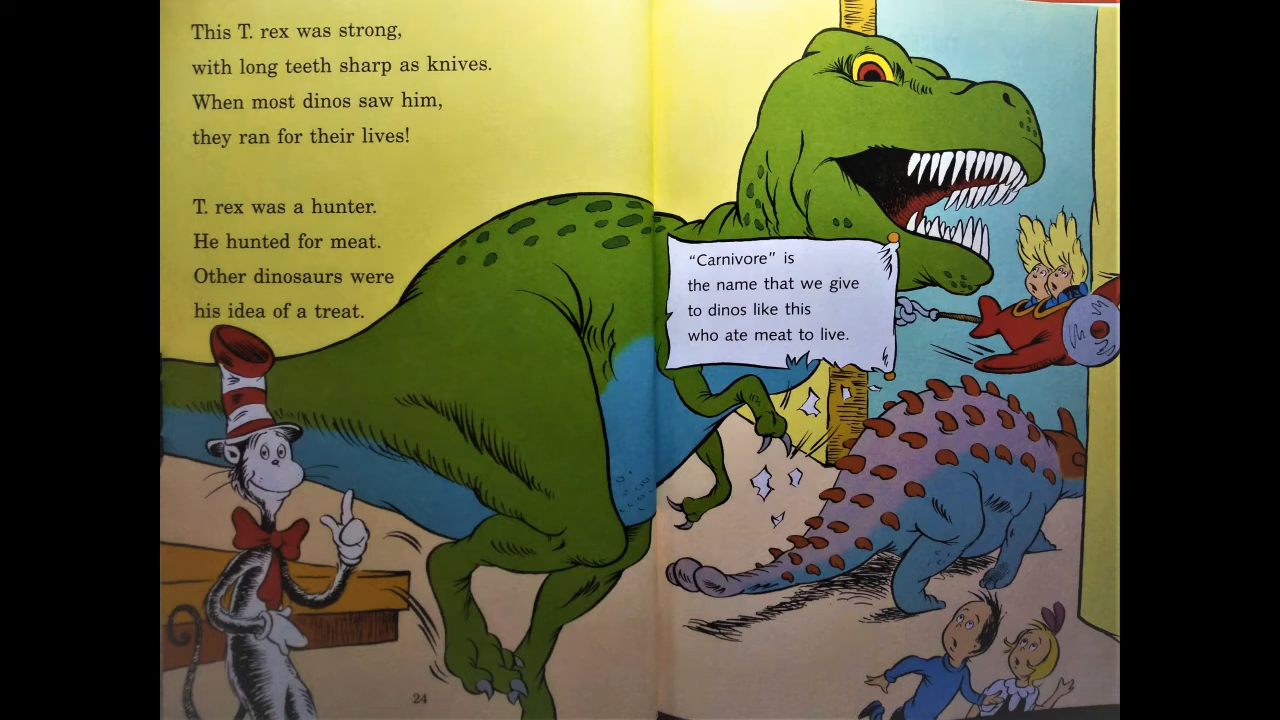 This T. rex was strong,
with long teeth sharp as knives.
When most dinos saw him,
they ran for their lives!
T. rex was a hunter.
He hunted for meat.
Other dinosaurs were
his idea of a treat.
"Carnivore" is
the name that we give
to dinos like this
who ate meat to live.
24